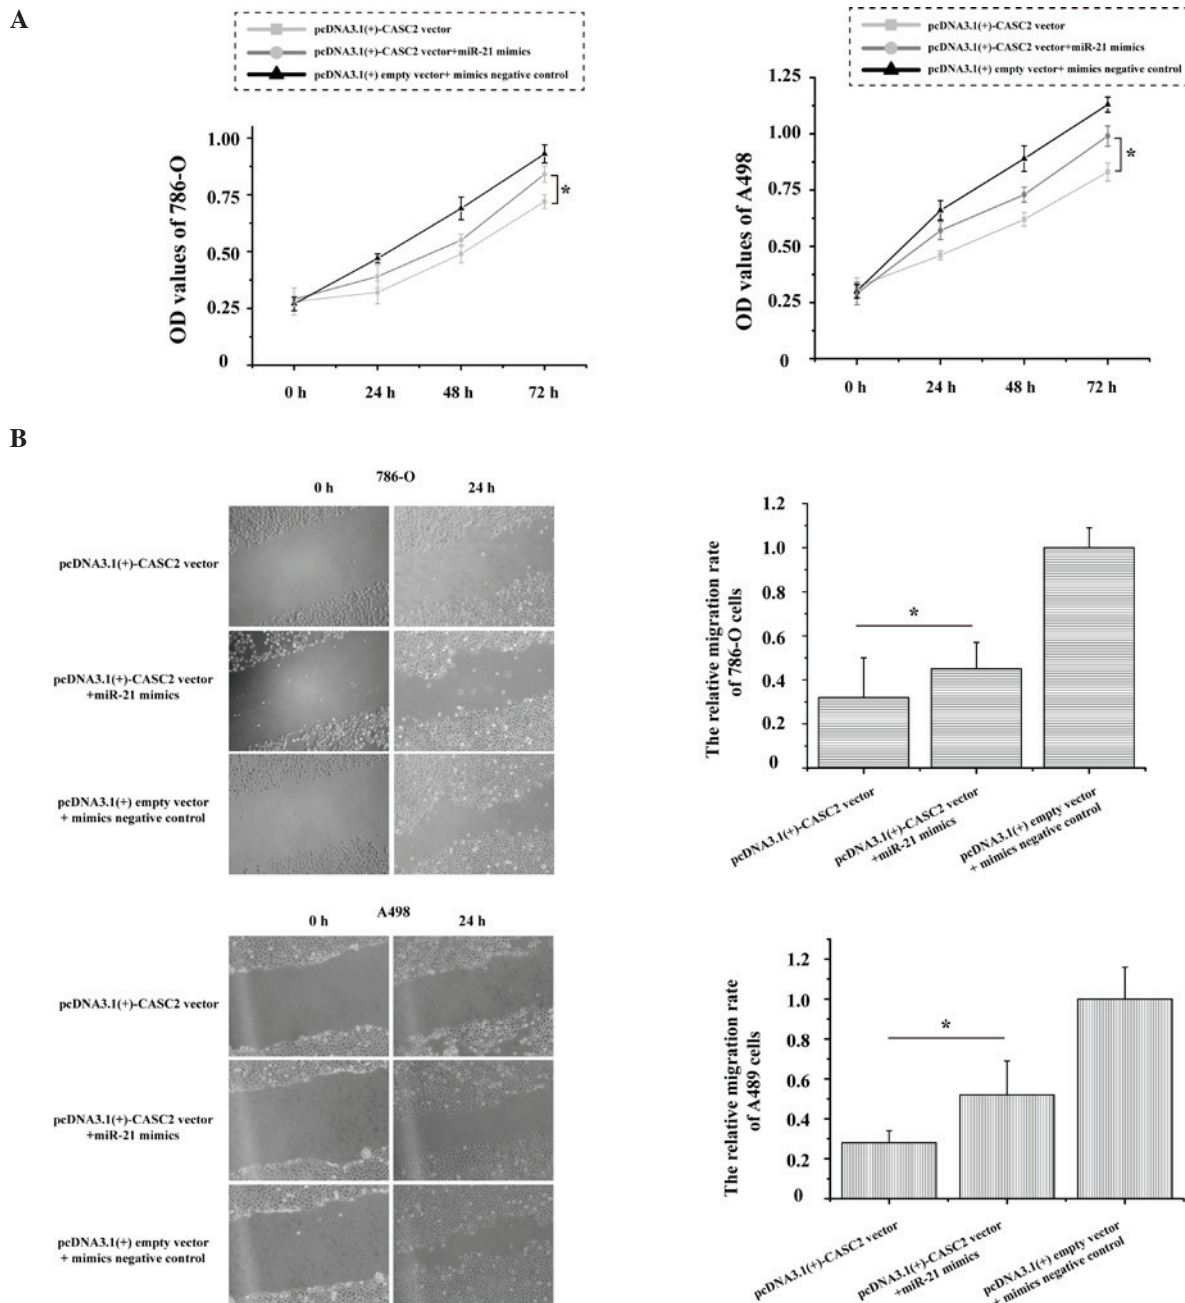 A
pcDNA3.1(+)-CASC2 vector
pcDNA3.1(+)-CASC2 vector+miR-21 mimics
pcDNA3.1(+) empty vector+ mimics negative control
OD values of 786-O
1.00
0.75
0.50
0.25
0
0 h
24 h
48 h
72 h
*
pcDNA3.1(+)-CASC2 vector
pcDNA3.1(+)-CASC2 vector+miR-21 mimics
pcDNA3.1(+) empty vector+ mimics negative control
OD values of A498
1.25
1.00
0.75
0.50
0.25
0
0 h
24 h
48 h
72 h
*
B
786-O
0 h
24 h
pcDNA3.1(+)-CASC2 vector
pcDNA3.1(+)-CASC2 vector
+miR-21 mimics
pcDNA3.1(+) empty vector
+ mimics negative control
The relative migration rate
of 786-O cells
1.2
1.0
0.8
0.6
0.4
0.2
0
*
pcDNA3.1(+)-CASC2 vector
pcDNA3.1(+)-CASC2 vector
+miR-21 mimics
pcDNA3.1(+) empty vector
+ mimics negative control
A498
0 h
24 h
pcDNA3.1(+)-CASC2 vector
pcDNA3.1(+)-CASC2 vector
+miR-21 mimics
pcDNA3.1(+) empty vector
+ mimics negative control
The relative migration rate
of A489 cells
1.2
1.0
0.8
0.6
0.4
0.2
0
*
pcDNA3.1(+)-CASC2 vector
pcDNA3.1(+)-CASC2 vector
+miR-21 mimics
pcDNA3.1(+) empty vector
+ mimics negative control